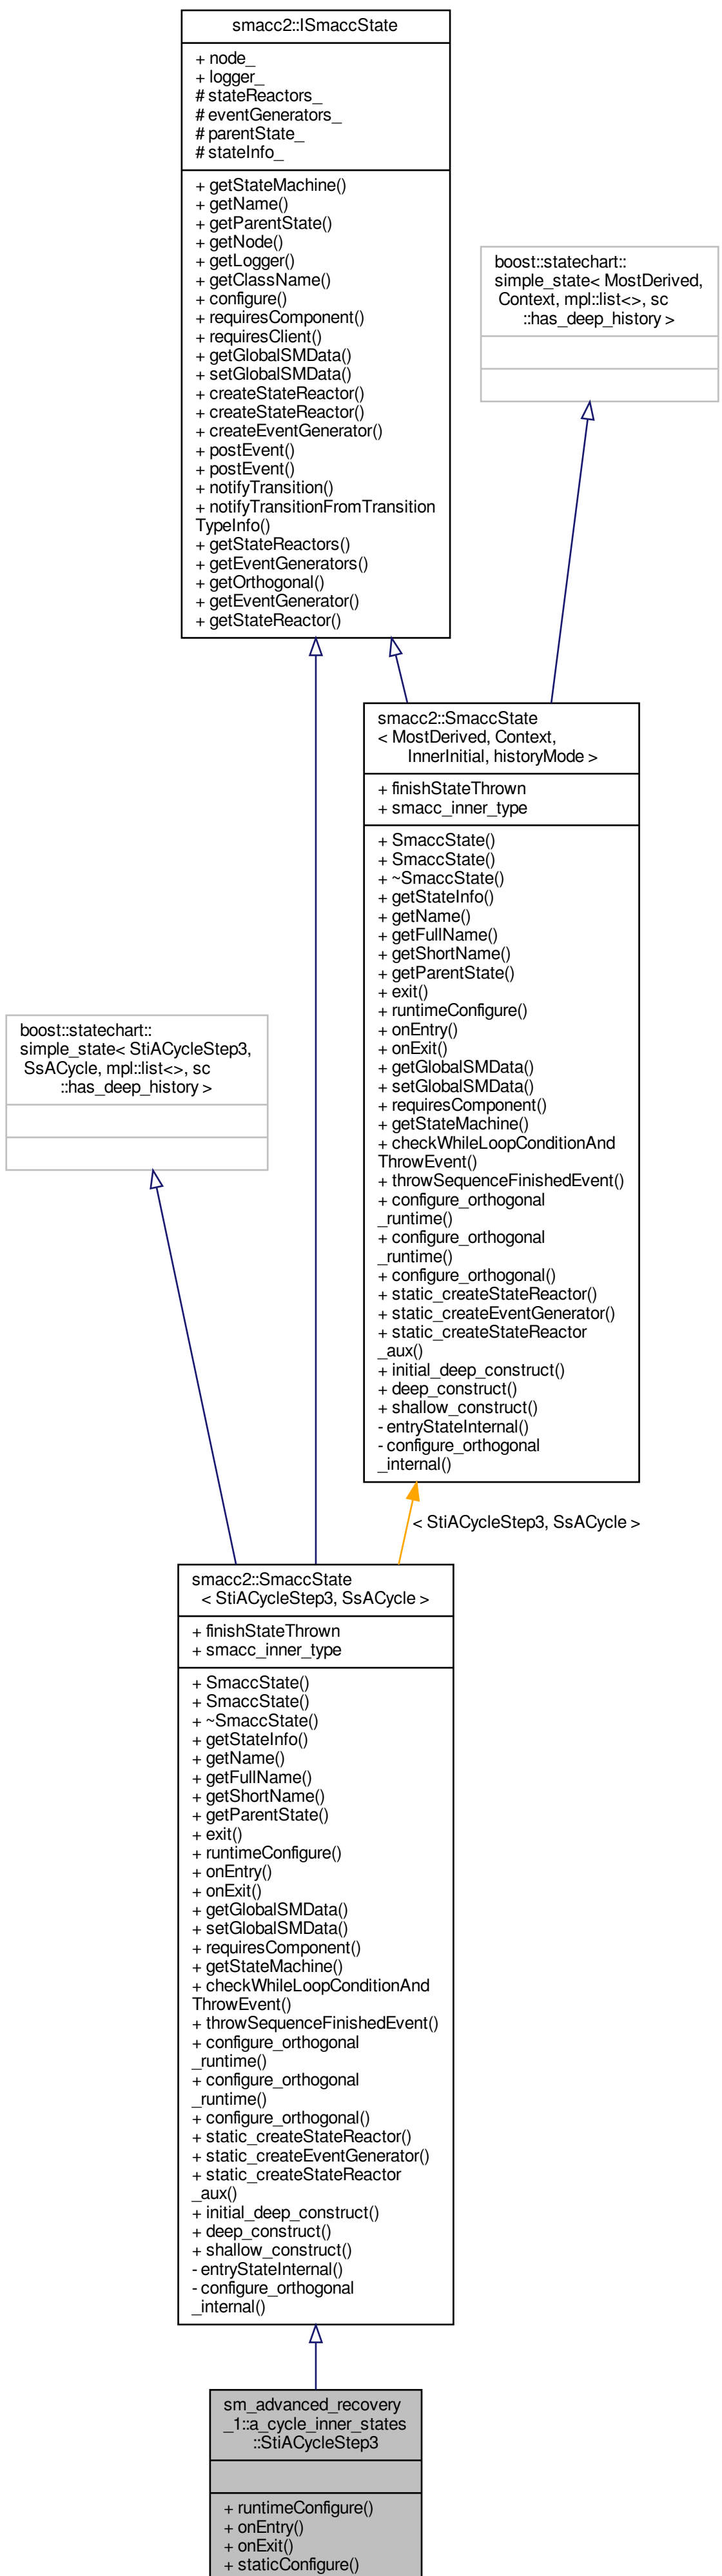 smacc2::ISmaccState
+ node_
+ logger_
# stateReactors_
# eventGenerators_
# parentState_
# stateInfo_
+ getStateMachine()
+ getName()
+ getParentState()
+ getNode()
+ getLogger()
+ getClassName()
+ configure()
+ requiresComponent()
+ requiresClient()
+ getGlobalSMData()
+ setGlobalSMData()
+ createStateReactor()
+ createStateReactor()
+ createEventGenerator()
+ postEvent()
+ postEvent()
+ notifyTransition()
+ notifyTransitionFromTransition
TypeInfo()
+ getStateReactors()
+ getEventGenerators()
+ getOrthogonal()
+ getEventGenerator()
+ getStateReactor()
boost::statechart::
simple_state< MostDerived,
Context, mpl::list<>, sc
::has_deep_history >
smacc2::SmaccState
< MostDerived, Context,
InnerInitial, historyMode >
+ finishStateThrown
+ smacc_inner_type
+ SmaccState()
+ SmaccState()
+ ~SmaccState()
+ getStateInfo()
+ getName()
+ getFullName()
+ getShortName()
+ getParentState()
+ exit()
+ runtimeConfigure()
+ onEntry()
+ onExit()
+ getGlobalSMData()
+ setGlobalSMData()
+ requiresComponent()
+ getStateMachine()
+ checkWhileLoopConditionAnd
ThrowEvent()
+ throwSequenceFinishedEvent()
+ configure_orthogonal
_runtime()
+ configure_orthogonal
_runtime()
+ configure_orthogonal()
+ static_createStateReactor()
+ static_createEventGenerator()
+ static_createStateReactor
_aux()
+ initial_deep_construct()
+ deep_construct()
+ shallow_construct()
- entryStateInternal()
- configure_orthogonal
_internal()
boost::statechart::
simple_state< StiACycleStep3,
SsACycle, mpl::list<>, sc
::has_deep_history >
< StiACycleStep3, SsACycle >
smacc2::SmaccState
< StiACycleStep3, SsACycle >
+ finishStateThrown
+ smacc_inner_type
+ SmaccState()
+ SmaccState()
+ ~SmaccState()
+ getStateInfo()
+ getName()
+ getFullName()
+ getShortName()
+ getParentState()
+ exit()
+ runtimeConfigure()
+ onEntry()
+ onExit()
+ getGlobalSMData()
+ setGlobalSMData()
+ requiresComponent()
+ getStateMachine()
+ checkWhileLoopConditionAnd
ThrowEvent()
+ throwSequenceFinishedEvent()
+ configure_orthogonal
_runtime()
+ configure_orthogonal
_runtime()
+ configure_orthogonal()
+ static_createStateReactor()
+ static_createEventGenerator()
+ static_createStateReactor
_aux()
+ initial_deep_construct()
+ deep_construct()
+ shallow_construct()
- entryStateInternal()
- configure_orthogonal
_internal()
sm_advanced_recovery
_1::a_cycle_inner_states
::StiACycleStep3
+ runtimeConfigure()
+ onEntry()
+ onExit()
+ staticConfigure()